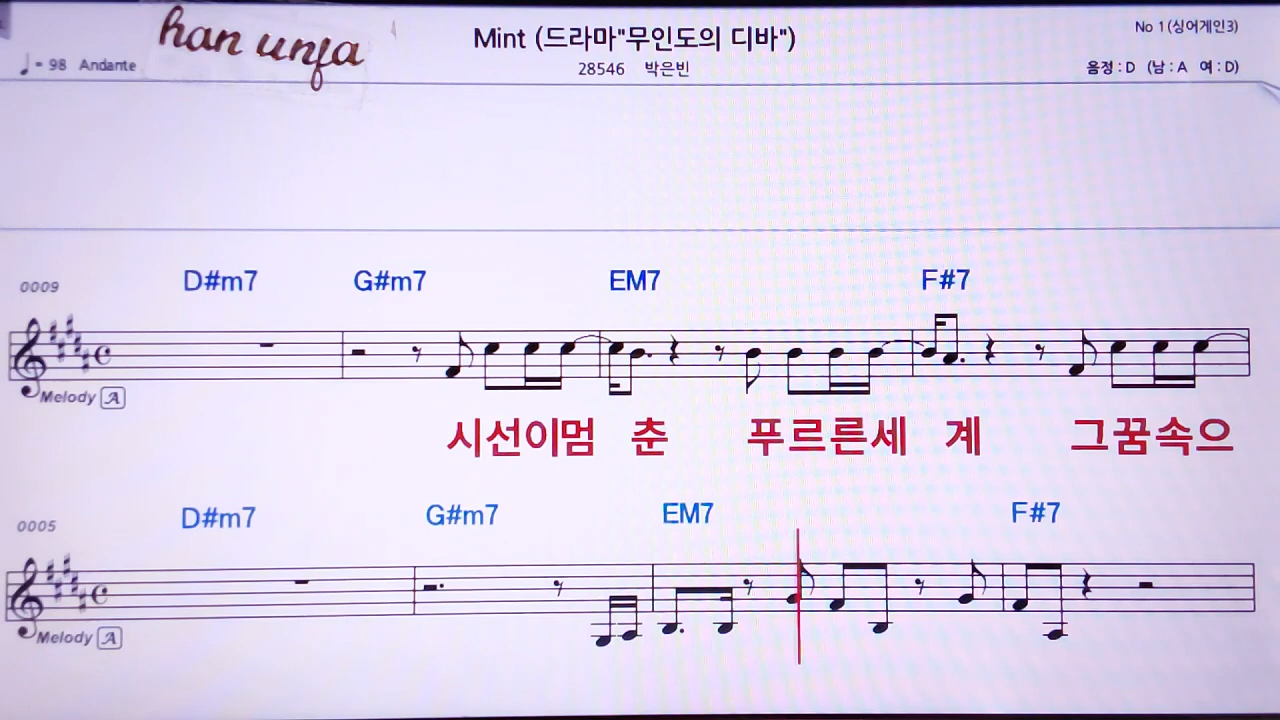 han unja
Mint (드라마"무인도의 디바")
No 1(싱어게인3)
♩= 98 Andante
28546 박은빈
음정 : D (남 : A 여 : D)
0009 D#m7 G#m7 EM7 F#7
Melody A
시선이멈 춘 푸르른세 계 그꿈속으
0005 D#m7 G#m7 EM7 F#7
Melody A